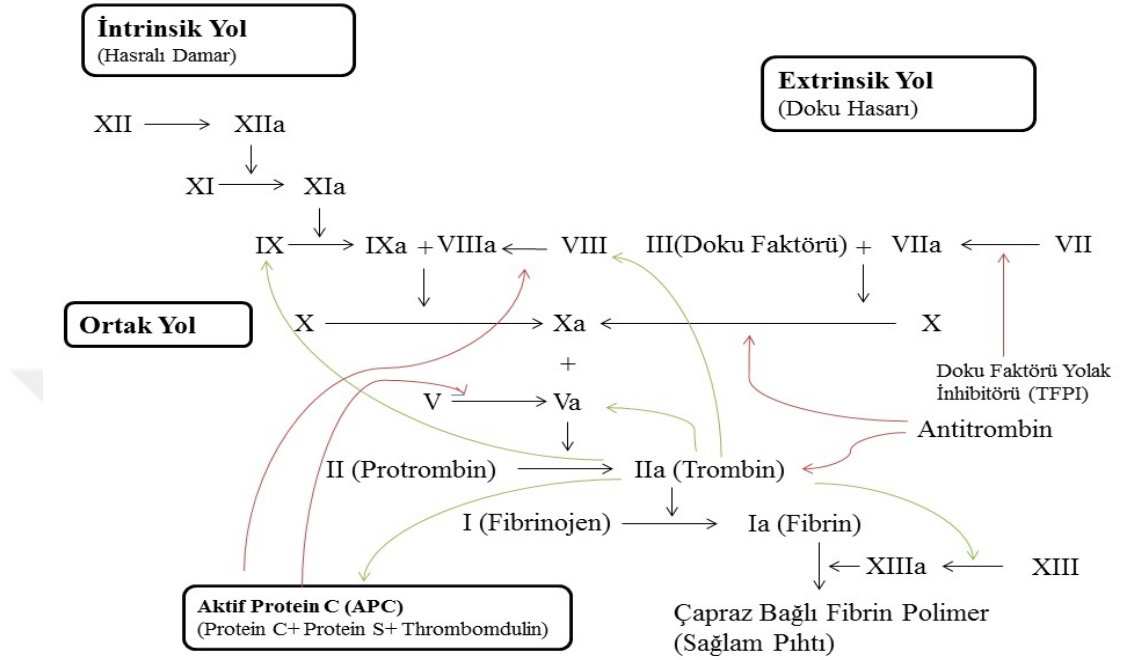 İntrinsik Yol
(Hasralı Damar)
Extrinsik Yol
(Doku Hasarı)
XII XIIa
XI XIa
IX IXa + VIIIa VIII III(Doku Faktörü) + VIIa VII
Ortak Yol
X Xa X
+
Doku Faktörü Yolak
İnhibitörü (TFPI)
V Va
Antitrombin
II (Protrombin) IIa (Trombin)
I (Fibrinojen) Ia (Fibrin)
XIIIa XIII
Aktif Protein C (APC)
(Protein C+ Protein S+ Thrombomdulin)
Çapraz Bağlı Fibrin Polimer
(Sağlam Pıhtı)